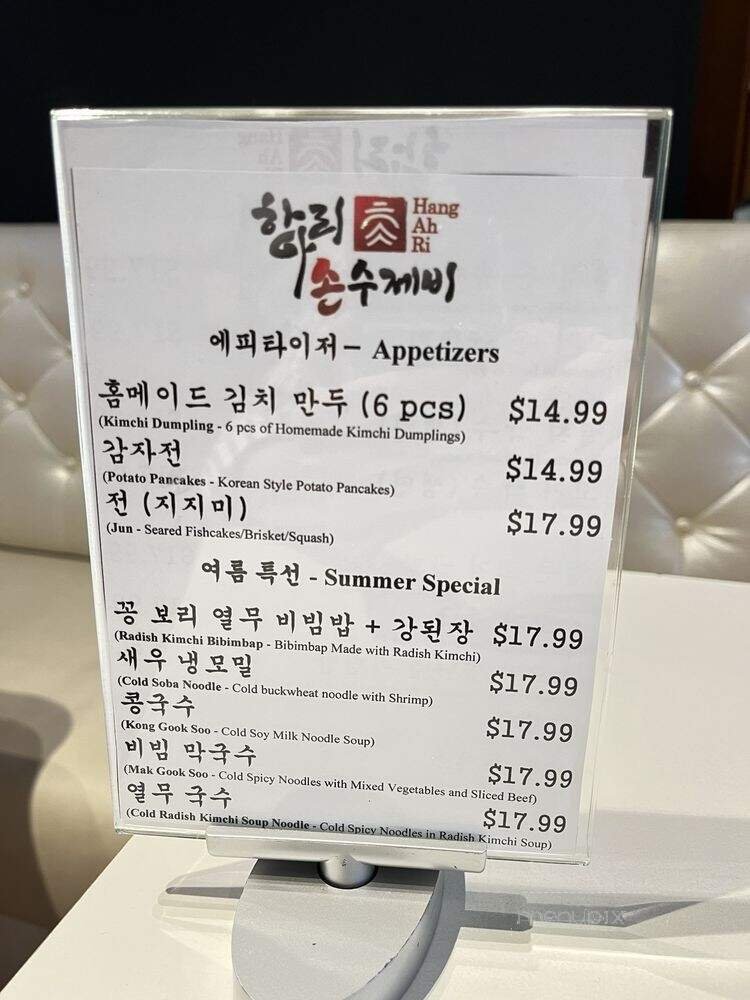 항아리
Hang
Ah
Ri
손수제비
에피타이저 - Appetizers
홈메이드 김치 만두 (6 pcs) $14.99
(Kimchi Dumpling - 6 pcs of Homemade Kimchi Dumplings)
감자전 $14.99
(Potato Pancakes - Korean Style Potato Pancakes)
전 (지지미) $17.99
(Jun - Seared Fishcakes/Brisket/Squash)
여름 특선 - Summer Special
꽁 보리 열무 비빔밥 + 강된장 $17.99
(Radish Kimchi Bibimbap - Bibimbap Made with Radish Kimchi)
새우 냉모밀 $17.99
(Cold Soba Noodle - Cold buckwheat noodle with Shrimp)
콩국수 $17.99
(Kong Gook Soo - Cold Soy Milk Noodle Soup)
비빔 막국수 $17.99
(Mak Gook Soo - Cold Spicy Noodles with Mixed Vegetables and Sliced Beef)
열무 국수 $17.99
(Cold Radish Kimchi Soup Noodle - Cold Spicy Noodles in Radish Kimchi Soup)
menupix